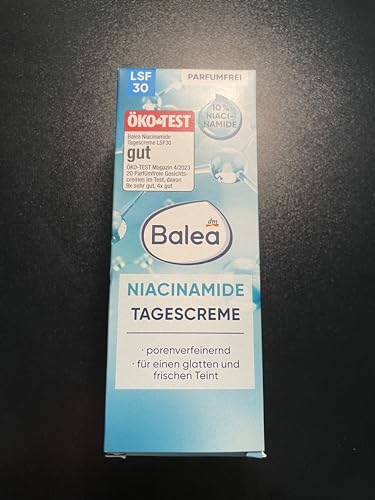 LSF
30
PARFUMFREI
10%
NIACI-
NAMIDE
ÖKO-TEST
Balea Niacinamide
Tagescreme LSF30
gut
ÖKO-TEST Magazin 4/2023
20 Parfümfreie Gesichts-
cremes im Test, davon
9x sehr gut, 4x gut
dm
Balea
NIACINAMIDE
TAGESCREME
· porenverfeinernd
· für einen glatten und
frischen Teint